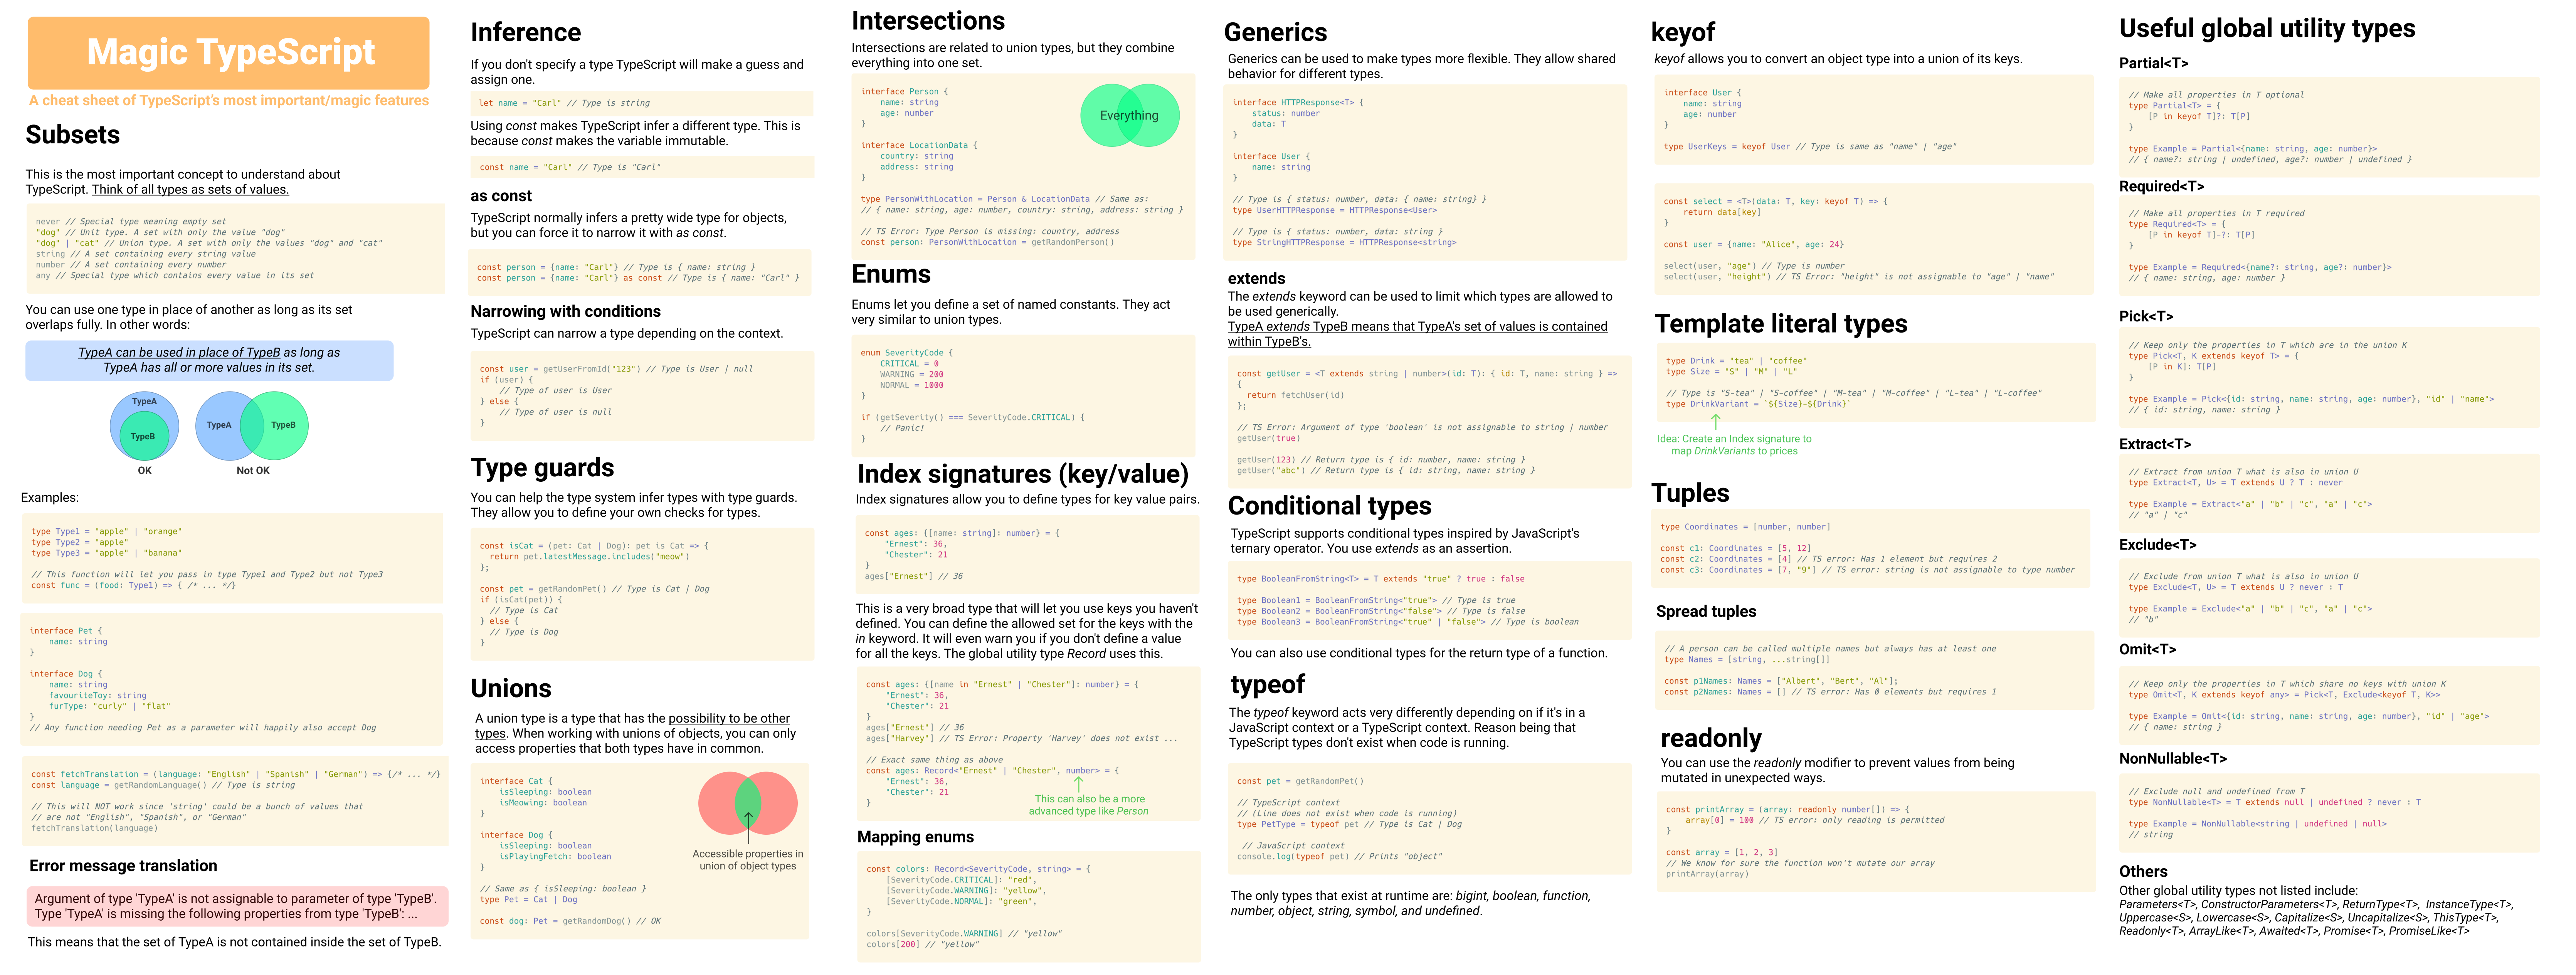 Magic TypeScript
A cheat sheet of TypeScript's most important/magic features
Subsets
This is the most important concept to understand about
TypeScript. Think of all types as sets of values.
never // Special type meaning empty set
"dog" // Unit type. A set with only the value "dog"
"dog" | "cat" // Union type. A set with only the values "dog" and "cat"
string // A set containing every string value
number // A set containing every number
any // Special type which contains every value in its set
You can use one type in place of another as long as its set
overlaps fully. In other words:
TypeA can be used in place of TypeB as long as
TypeA has all or more values in its set.
TypeA
TypeB
OK
TypeA
TypeB
Not OK
Examples:
type Type1 = "apple" | "orange"
type Type2 = "apple"
type Type3 = "apple" | "banana"
// This function will let you pass in type Type1 and Type2 but not Type3
const func = (food: Type1) => { /* ... */}
interface Pet {
name: string
}
interface Dog {
name: string
favouriteToy: string
furType: "curly" | "flat"
}
// Any function needing Pet as a parameter will happily also accept Dog
const fetchTranslation = (language: "English" | "Spanish" | "German") => {/* ... */}
const language = getRandomLanguage() // Type is string
// This will NOT work since 'string' could be a bunch of values that
// are not "English", "Spanish", or "German"
fetchTranslation(language)
Error message translation
Argument of type 'TypeA' is not assignable to parameter of type 'TypeB'.
Type 'TypeA' is missing the following properties from type 'TypeB': ...
This means that the set of TypeA is not contained inside the set of TypeB.
Inference
If you don't specify a type TypeScript will make a guess and
assign one.
let name = "Carl" // Type is string
Using const makes TypeScript infer a different type. This is
because const makes the variable immutable.
const name = "Carl" // Type is "Carl"
as const
TypeScript normally infers a pretty wide type for objects,
but you can force it to narrow it with as const.
const person = {name: "Carl"} // Type is { name: string }
const person = {name: "Carl"} as const // Type is { name: "Carl" }
Narrowing with conditions
TypeScript can narrow a type depending on the context.
const user = getUserFromId("123") // Type is User | null
if (user) {
// Type of user is User
} else {
// Type of user is null
}
Type guards
You can help the type system infer types with type guards.
They allow you to define your own checks for types.
const isCat = (pet: Cat | Dog): pet is Cat => {
return pet.latestMessage.includes("meow")
};
const pet = getRandomPet() // Type is Cat | Dog
if (isCat(pet)) {
// Type is Cat
} else {
// Type is Dog
}
Unions
A union type is a type that has the possibility to be other
types. When working with unions of objects, you can only
access properties that both types have in common.
interface Cat {
isSleeping: boolean
isMeowing: boolean
}
interface Dog {
isSleeping: boolean
isPlayingFetch: boolean
}
// Same as { isSleeping: boolean }
type Pet = Cat | Dog
const dog: Pet = getRandomDog() // OK
Accessible properties in
union of object types
Intersections
Intersections are related to union types, but they combine
everything into one set.
interface Person {
name: string
age: number
}
interface LocationData {
country: string
address: string
}
type PersonWithLocation = Person & LocationData // Same as:
// { name: string, age: number, country: string, address: string }
// TS Error: Type Person is missing: country, address
const person: PersonWithLocation = getRandomPerson()
Everything
Enums
Enums let you define a set of named constants. They act
very similar to union types.
enum SeverityCode {
CRITICAL = 0
WARNING = 200
NORMAL = 1000
}
if (getSeverity() === SeverityCode.CRITICAL) {
// Panic!
}
Index signatures (key/value)
Index signatures allow you to define types for key value pairs.
const ages: {[name: string]: number} = {
"Ernest": 36,
"Chester": 21
}
ages["Ernest"] // 36
This is a very broad type that will let you use keys you haven't
defined. You can define the allowed set for the keys with the
in keyword. It will even warn you if you don't define a value
for all the keys. The global utility type Record uses this.
const ages: {[name in "Ernest" | "Chester"]: number} = {
"Ernest": 36,
"Chester": 21
}
ages["Ernest"] // 36
ages["Harvey"] // TS Error: Property 'Harvey' does not exist ...
// Exact same thing as above
const ages: Record<"Ernest" | "Chester", number> = {
"Ernest": 36,
"Chester": 21
}
This can also be a more
advanced type like Person
Mapping enums
const colors: Record<SeverityCode, string> = {
[SeverityCode.CRITICAL]: "red",
[SeverityCode.WARNING]: "yellow",
[SeverityCode.NORMAL]: "green",
}
colors[SeverityCode.WARNING] // "yellow"
colors[200] // "yellow"
Generics
Generics can be used to make types more flexible. They allow shared
behavior for different types.
interface HTTPResponse<T> {
status: number
data: T
}
interface User {
name: string
}
// Type is { status: number, data: { name: string} }
type UserHTTPResponse = HTTPResponse<User>
// Type is { status: number, data: string }
type StringHTTPResponse = HTTPResponse<string>
extends
The extends keyword can be used to limit which types are allowed to
be used generically.
TypeA extends TypeB means that TypeA's set of values is contained
within TypeB's.
const getUser = <T extends string | number>(id: T): { id: T, name: string } =>
{
return fetchUser(id)
};
// TS Error: Argument of type 'boolean' is not assignable to string | number
getUser(true)
getUser(123) // Return type is { id: number, name: string }
getUser("abc") // Return type is { id: string, name: string }
Conditional types
TypeScript supports conditional types inspired by JavaScript's
ternary operator. You use extends as an assertion.
type BooleanFromString<T> = T extends "true" ? true : false
type Boolean1 = BooleanFromString<"true"> // Type is true
type Boolean2 = BooleanFromString<"false"> // Type is false
type Boolean3 = BooleanFromString<"true" | "false"> // Type is boolean
You can also use conditional types for the return type of a function.
typeof
The typeof keyword acts very differently depending on if it's in a
JavaScript context or a TypeScript context. Reason being that
TypeScript types don't exist when code is running.
const pet = getRandomPet()
// TypeScript context
// (Line does not exist when code is running)
type PetType = typeof pet // Type is Cat | Dog
// JavaScript context
console.log(typeof pet) // Prints "object"
The only types that exist at runtime are: bigint, boolean, function,
number, object, string, symbol, and undefined.
keyof
keyof allows you to convert an object type into a union of its keys.
interface User {
name: string
age: number
}
type UserKeys = keyof User // Type is same as "name" | "age"
const select = <T>(data: T, key: keyof T) => {
return data[key]
}
const user = {name: "Alice", age: 24}
select(user, "age") // Type is number
select(user, "height") // TS Error: "height" is not assignable to "age" | "name"
Template literal types
type Drink = "tea" | "coffee"
type Size = "S" | "M" | "L"
// Type is "S-tea" | "S-coffee" | "M-tea" | "M-coffee" | "L-tea" | "L-coffee"
type DrinkVariant = `${Size}-${Drink}`
Idea: Create an Index signature to
map DrinkVariants to prices
Tuples
type Coordinates = [number, number]
const c1: Coordinates = [5, 12]
const c2: Coordinates = [4] // TS error: Has 1 element but requires 2
const c3: Coordinates = [7, "9"] // TS error: string is not assignable to type number
Spread tuples
// A person can be called multiple names but always has at least one
type Names = [string, ...string[]]
const p1Names: Names = ["Albert", "Bert", "Al"];
const p2Names: Names = [] // TS error: Has 0 elements but requires 1
readonly
You can use the readonly modifier to prevent values from being
mutated in unexpected ways.
const printArray = (array: readonly number[]) => {
array[0] = 100 // TS error: only reading is permitted
}
const array = [1, 2, 3]
// We know for sure the function won't mutate our array
printArray(array)
Useful global utility types
Partial<T>
// Make all properties in T optional
type Partial<T> = {
[P in keyof T]?: T[P]
}
type Example = Partial<{name: string, age: number}>
// { name?: string | undefined, age?: number | undefined }
Required<T>
// Make all properties in T required
type Required<T> = {
[P in keyof T]-?: T[P]
}
type Example = Required<{name?: string, age?: number}>
// { name: string, age: number }
Pick<T>
// Keep only the properties in T which are in the union K
type Pick<T, K extends keyof T> = {
[P in K]: T[P]
}
type Example = Pick<{id: string, name: string, age: number}, "id" | "name">
// { id: string, name: string }
Extract<T>
// Extract from union T what is also in union U
type Extract<T, U> = T extends U ? T : never
type Example = Extract<"a" | "b" | "c", "a" | "c">
// "a" | "c"
Exclude<T>
// Exclude from union T what is also in union U
type Exclude<T, U> = T extends U ? never : T
type Example = Exclude<"a" | "b" | "c", "a" | "c">
// "b"
Omit<T>
// Keep only the properties in T which share no keys with union K
type Omit<T, K extends keyof any> = Pick<T, Exclude<keyof T, K>>
type Example = Omit<{id: string, name: string, age: number}, "id" | "age">
// { name: string }
NonNullable<T>
// Exclude null and undefined from T
type NonNullable<T> = T extends null | undefined ? never : T
type Example = NonNullable<string | undefined | null>
// string
Others
Other global utility types not listed include:
Parameters<T>, ConstructorParameters<T>, ReturnType<T>, InstanceType<T>,
Uppercase<S>, Lowercase<S>, Capitalize<S>, Uncapitalize<S>, ThisType<T>,
Readonly<T>, ArrayLike<T>, Awaited<T>, Promise<T>, PromiseLike<T>